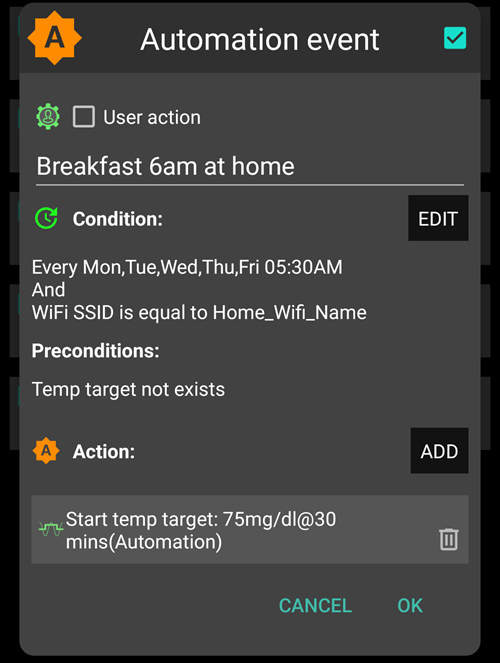 A
Automation event
User action
Breakfast 6am at home
Condition:
EDIT
Every Mon,Tue,Wed,Thu,Fri 05:30AM
And
WiFi SSID is equal to Home_Wifi_Name
Preconditions:
Temp target not exists
A
Action:
ADD
Start temp target: 75mg/dl@30
mins(Automation)
CANCEL
OK